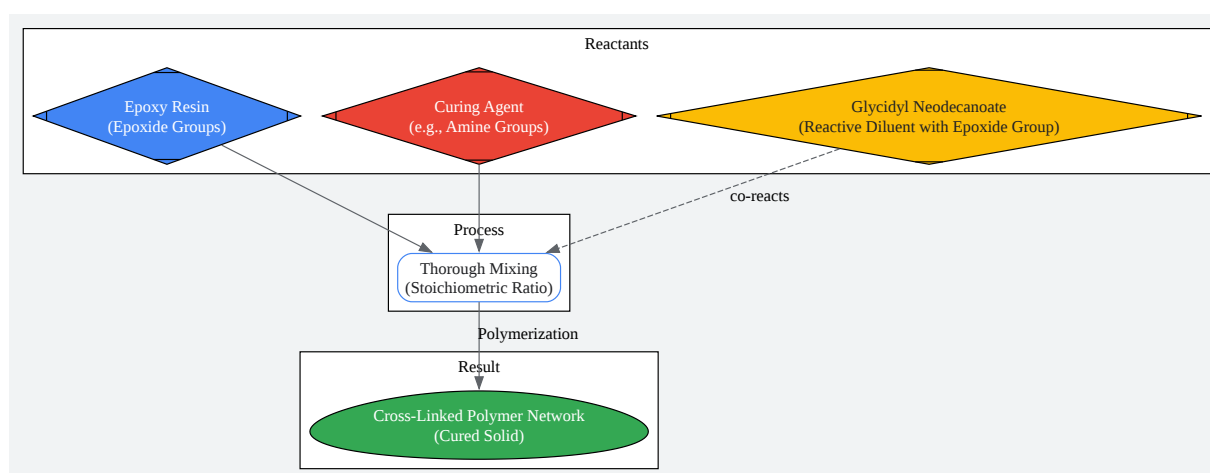 Reactants
Epoxy Resin
(Epoxide Groups)
Curing Agent
(e.g., Amine Groups)
Glycidyl Neodecanoate
(Reactive Diluent with Epoxide Group)
co-reacts
Process
Thorough Mixing
(Stoichiometric Ratio)
Polymerization
Result
Cross-Linked Polymer Network
(Cured Solid)